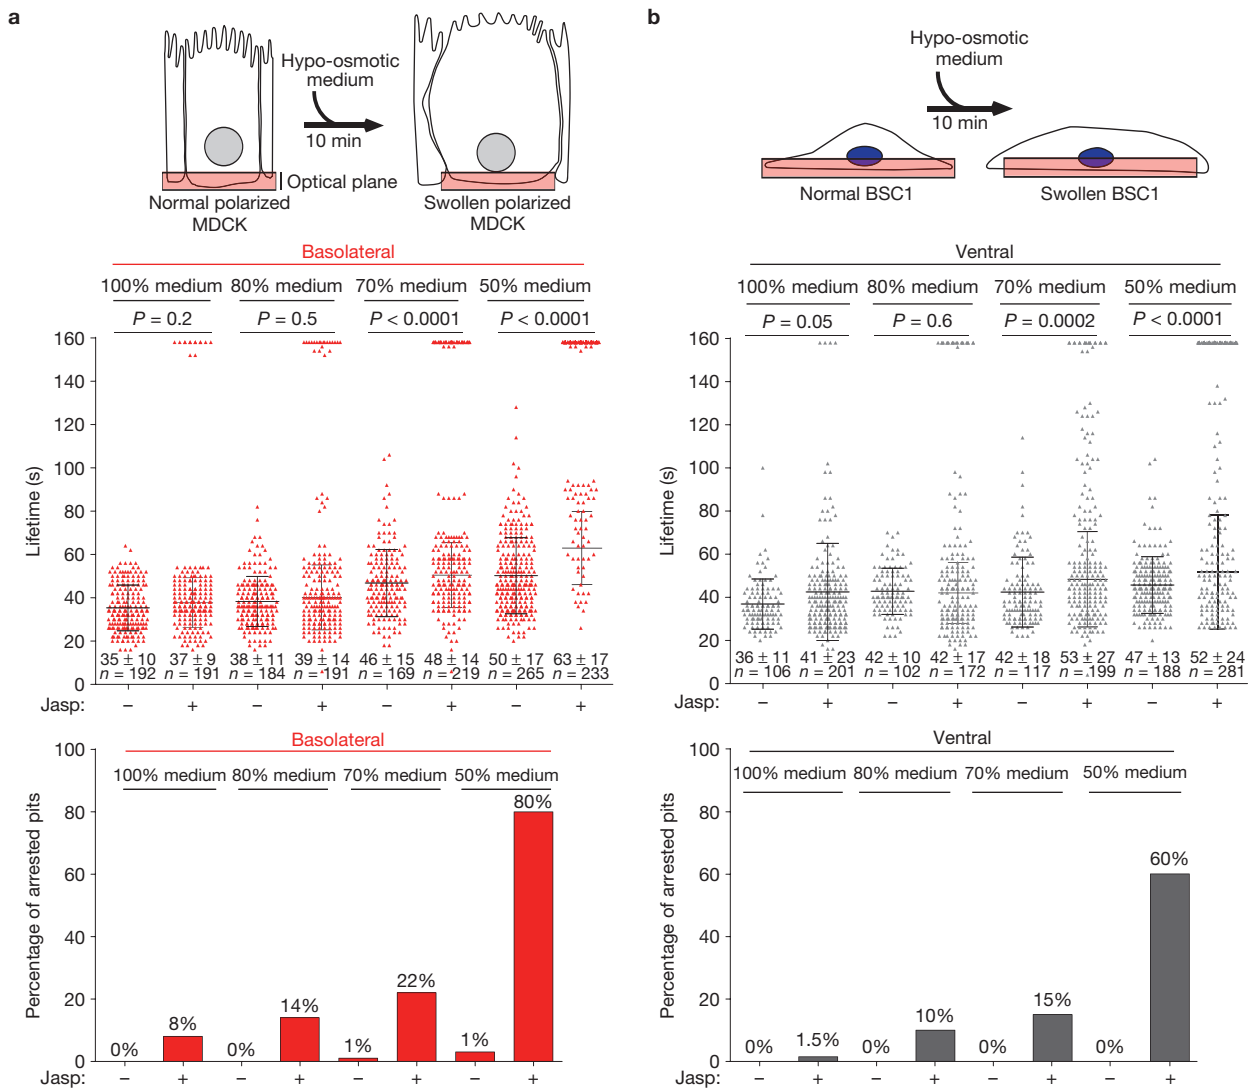 a
Hypo-osmotic
medium
10 min
Optical plane
Normal polarized
MDCK
Swollen polarized
MDCK
Basolateral
100% medium 80% medium 70% medium 50% medium
P = 0.2 P = 0.5 P < 0.0001 P < 0.0001
160
140
120
100
80
60
40
20
0
Lifetime (s)
35 ± 10 37 ± 9 38 ± 11 39 ± 14 46 ± 15 48 ± 14 50 ± 17 63 ± 17
n = 192 n = 191 n = 184 n = 191 n = 169 n = 219 n = 265 n = 233
Jasp: – + – + – + – +
Basolateral
100% medium 80% medium 70% medium 50% medium
100
80
60
40
20
0
Percentage of arrested pits
0% 8% 0% 14% 1% 22% 1% 80%
Jasp: – + – + – + – +
b
Hypo-osmotic
medium
10 min
Normal BSC1
Swollen BSC1
Ventral
100% medium 80% medium 70% medium 50% medium
P = 0.05 P = 0.6 P = 0.0002 P < 0.0001
160
140
120
100
80
60
40
20
0
Lifetime (s)
36 ± 11 41 ± 23 42 ± 10 42 ± 17 42 ± 18 53 ± 27 47 ± 13 52 ± 24
n = 106 n = 201 n = 102 n = 172 n = 117 n = 199 n = 188 n = 281
Jasp: – + – + – + – +
Ventral
100% medium 80% medium 70% medium 50% medium
100
80
60
40
20
0
Percentage of arrested pits
0% 1.5% 0% 10% 0% 15% 0% 60%
Jasp: – + – + – + – +